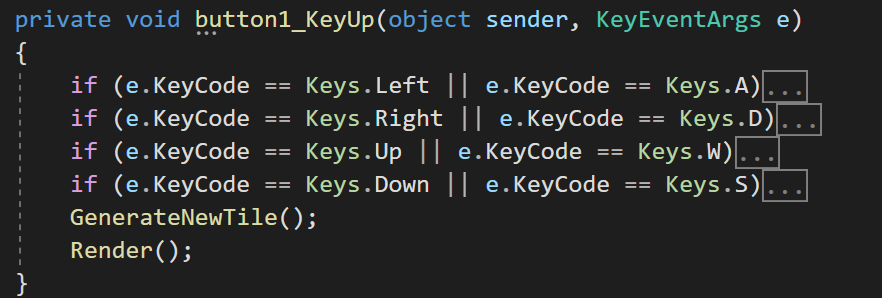 private void button1_KeyUp(object sender, KeyEventArgs e)
{
if (e.KeyCode == Keys.Left || e.KeyCode == Keys.A)...
if (e.KeyCode == Keys.Right || e.KeyCode == Keys.D)...
if (e.KeyCode == Keys.Up || e.KeyCode == Keys.W)...
if (e.KeyCode == Keys.Down || e.KeyCode == Keys.S)...
GenerateNewTile();
Render();
}